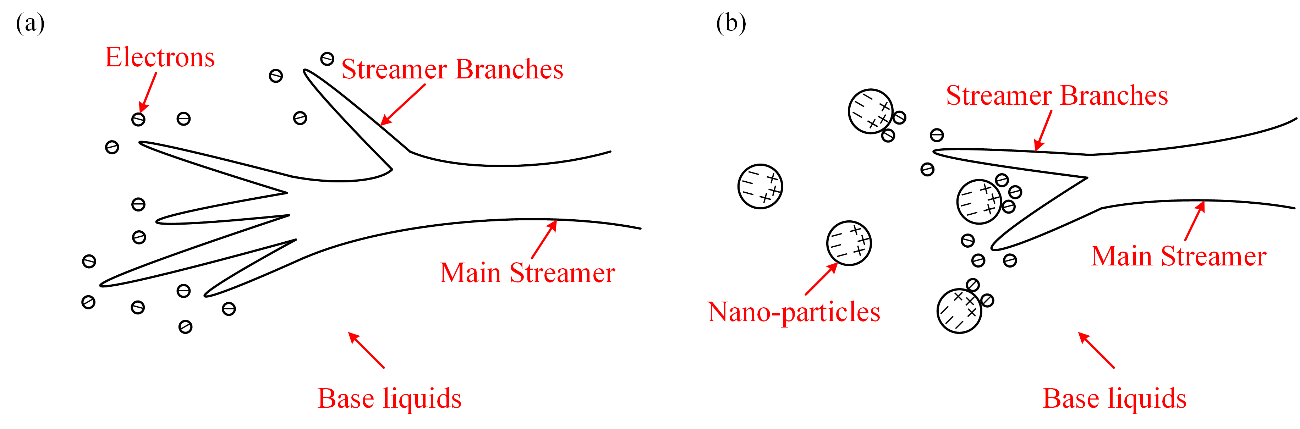 (a)
Electrons
Streamer Branches
Main Streamer
Base liquids
(b)
Streamer Branches
Main Streamer
Nano-particles
Base liquids